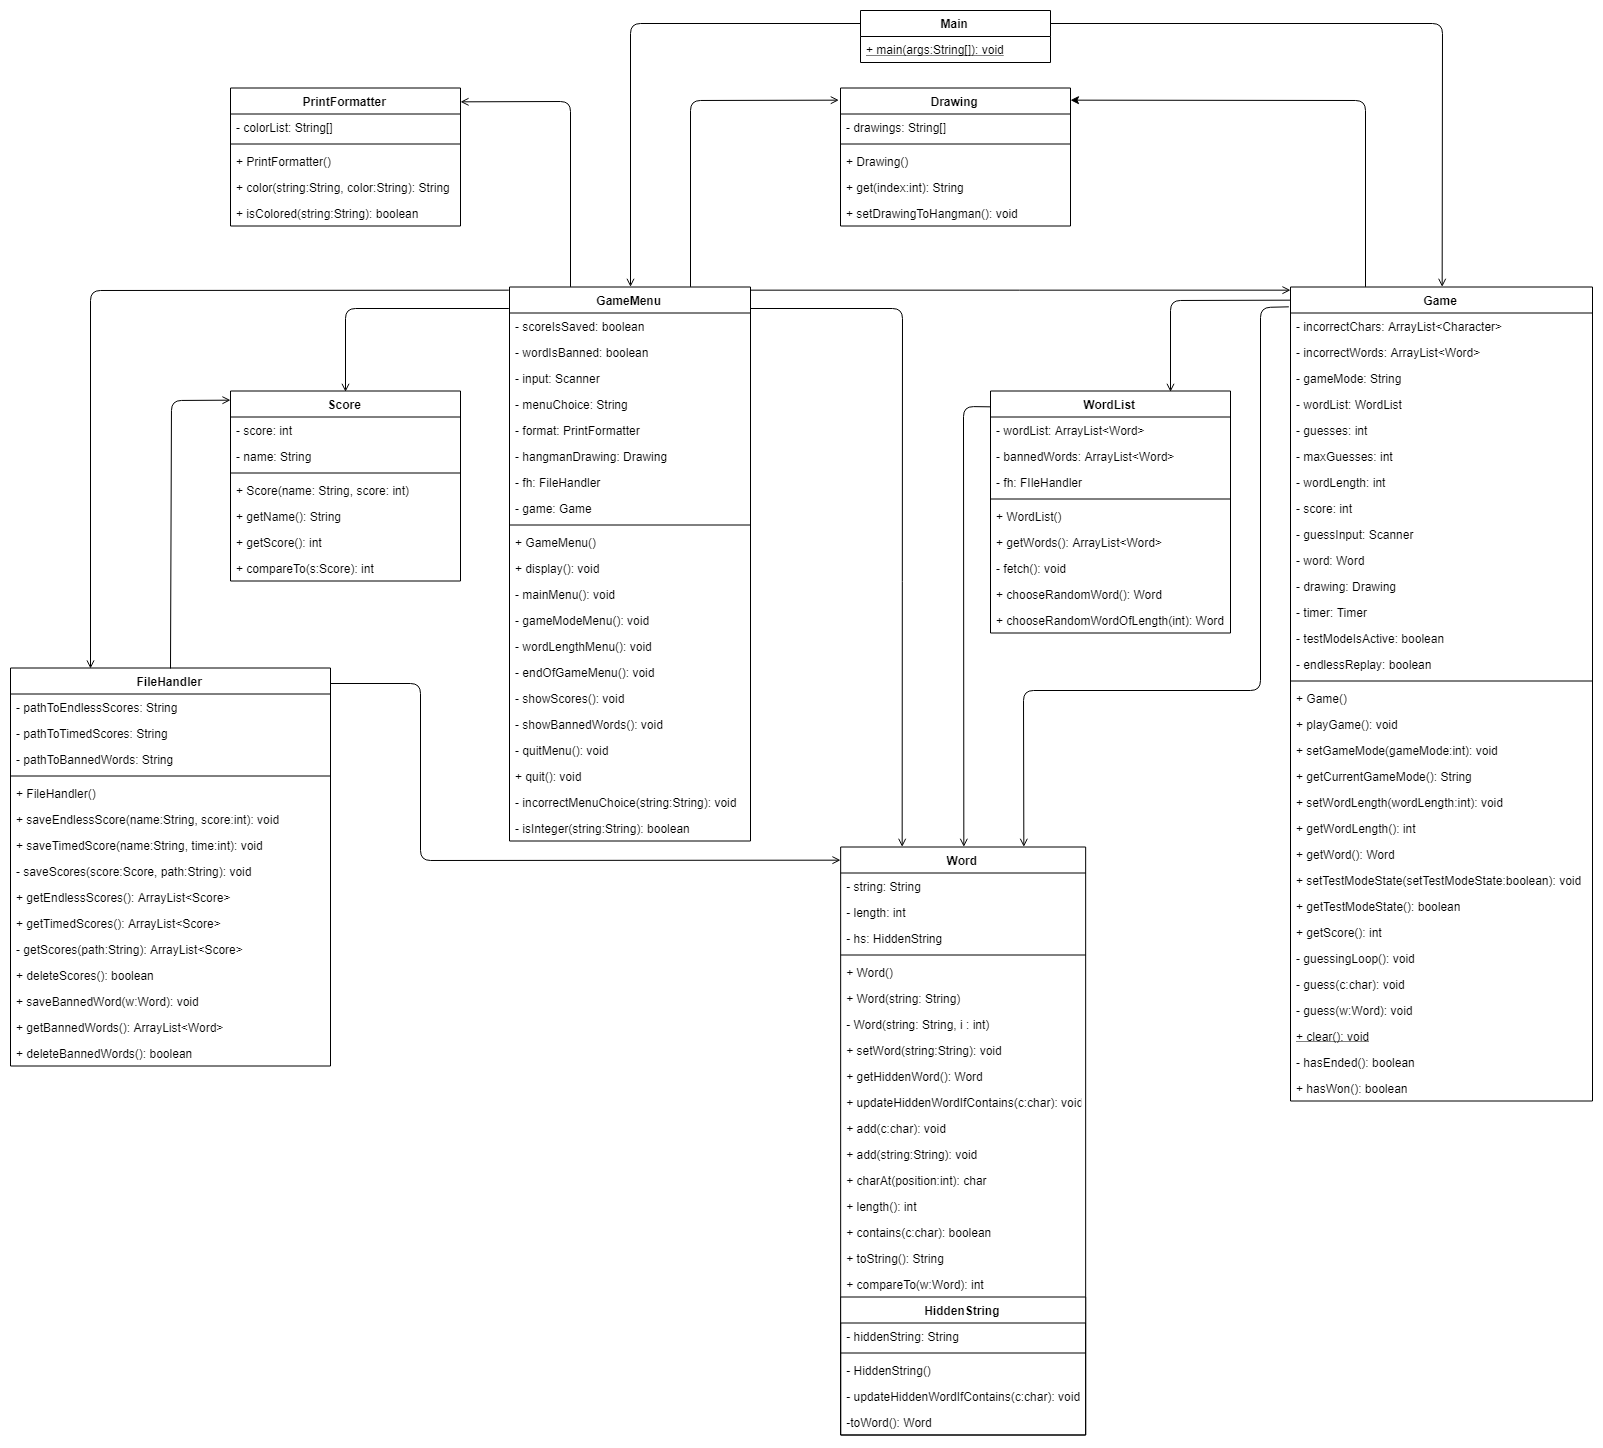 Main
+ main(args:String[]): void
PrintFormatter
- colorList: String[]
+ PrintFormatter()
+ color(string:String, color:String): String
+ isColored(string:String): boolean
Drawing
- drawings: String[]
+ Drawing()
+ get(index:int): String
+ setDrawingToHangman(): void
GameMenu
- scoreIsSaved: boolean
- wordIsBanned: boolean
- input: Scanner
- menuChoice: String
- format: PrintFormatter
- hangmanDrawing: Drawing
- fh: FileHandler
- game: Game
+ GameMenu()
+ display(): void
- mainMenu(): void
- gameModeMenu(): void
- wordLengthMenu(): void
- endOfGameMenu(): void
- showScores(): void
- showBannedWords(): void
- quitMenu(): void
+ quit(): void
- incorrectMenuChoice(string:String): void
- isInteger(string:String): boolean
Game
- incorrectChars: ArrayList<Character>
- incorrectWords: ArrayList<Word>
- gameMode: String
- wordList: WordList
- guesses: int
- maxGuesses: int
- wordLength: int
- score: int
- guessInput: Scanner
- word: Word
- drawing: Drawing
- timer: Timer
- testModeIsActive: boolean
- endlessReplay: boolean
+ Game()
+ playGame(): void
+ setGameMode(gameMode:int): void
+ getCurrentGameMode(): String
+ setWordLength(wordLength:int): void
+ getWordLength(): int
+ getWord(): Word
+ setTestModeState(setTestModeState:boolean): void
+ getTestModeState(): boolean
+ getScore(): int
- guessingLoop(): void
- guess(c:char): void
- guess(w:Word): void
+ clear(): void
- hasEnded(): boolean
+ hasWon(): boolean
Score
- score: int
- name: String
+ Score(name: String, score: int)
+ getName(): String
+ getScore(): int
+ compareTo(s:Score): int
WordList
- wordList: ArrayList<Word>
- bannedWords: ArrayList<Word>
- fh: FIleHandler
+ WordList()
+ getWords(): ArrayList<Word>
- fetch(): void
+ chooseRandomWord(): Word
+ chooseRandomWordOfLength(int): Word
FileHandler
- pathToEndlessScores: String
- pathToTimedScores: String
- pathToBannedWords: String
+ FileHandler()
+ saveEndlessScore(name:String, score:int): void
+ saveTimedScore(name:String, time:int): void
- saveScores(score:Score, path:String): void
+ getEndlessScores(): ArrayList<Score>
+ getTimedScores(): ArrayList<Score>
- getScores(path:String): ArrayList<Score>
+ deleteScores(): boolean
+ saveBannedWord(w:Word): void
+ getBannedWords(): ArrayList<Word>
+ deleteBannedWords(): boolean
Word
- string: String
- length: int
- hs: HiddenString
+ Word()
+ Word(string: String)
- Word(string: String, i : int)
+ setWord(string:String): void
+ getHiddenWord(): Word
+ updateHiddenWordIfContains(c:char): void
+ add(c:char): void
+ add(string:String): void
+ charAt(position:int): char
+ length(): int
+ contains(c:char): boolean
+ toString(): String
+ compareTo(w:Word): int
HiddenString
- hiddenString: String
- HiddenString()
- updateHiddenWordIfContains(c:char): void
-toWord(): Word